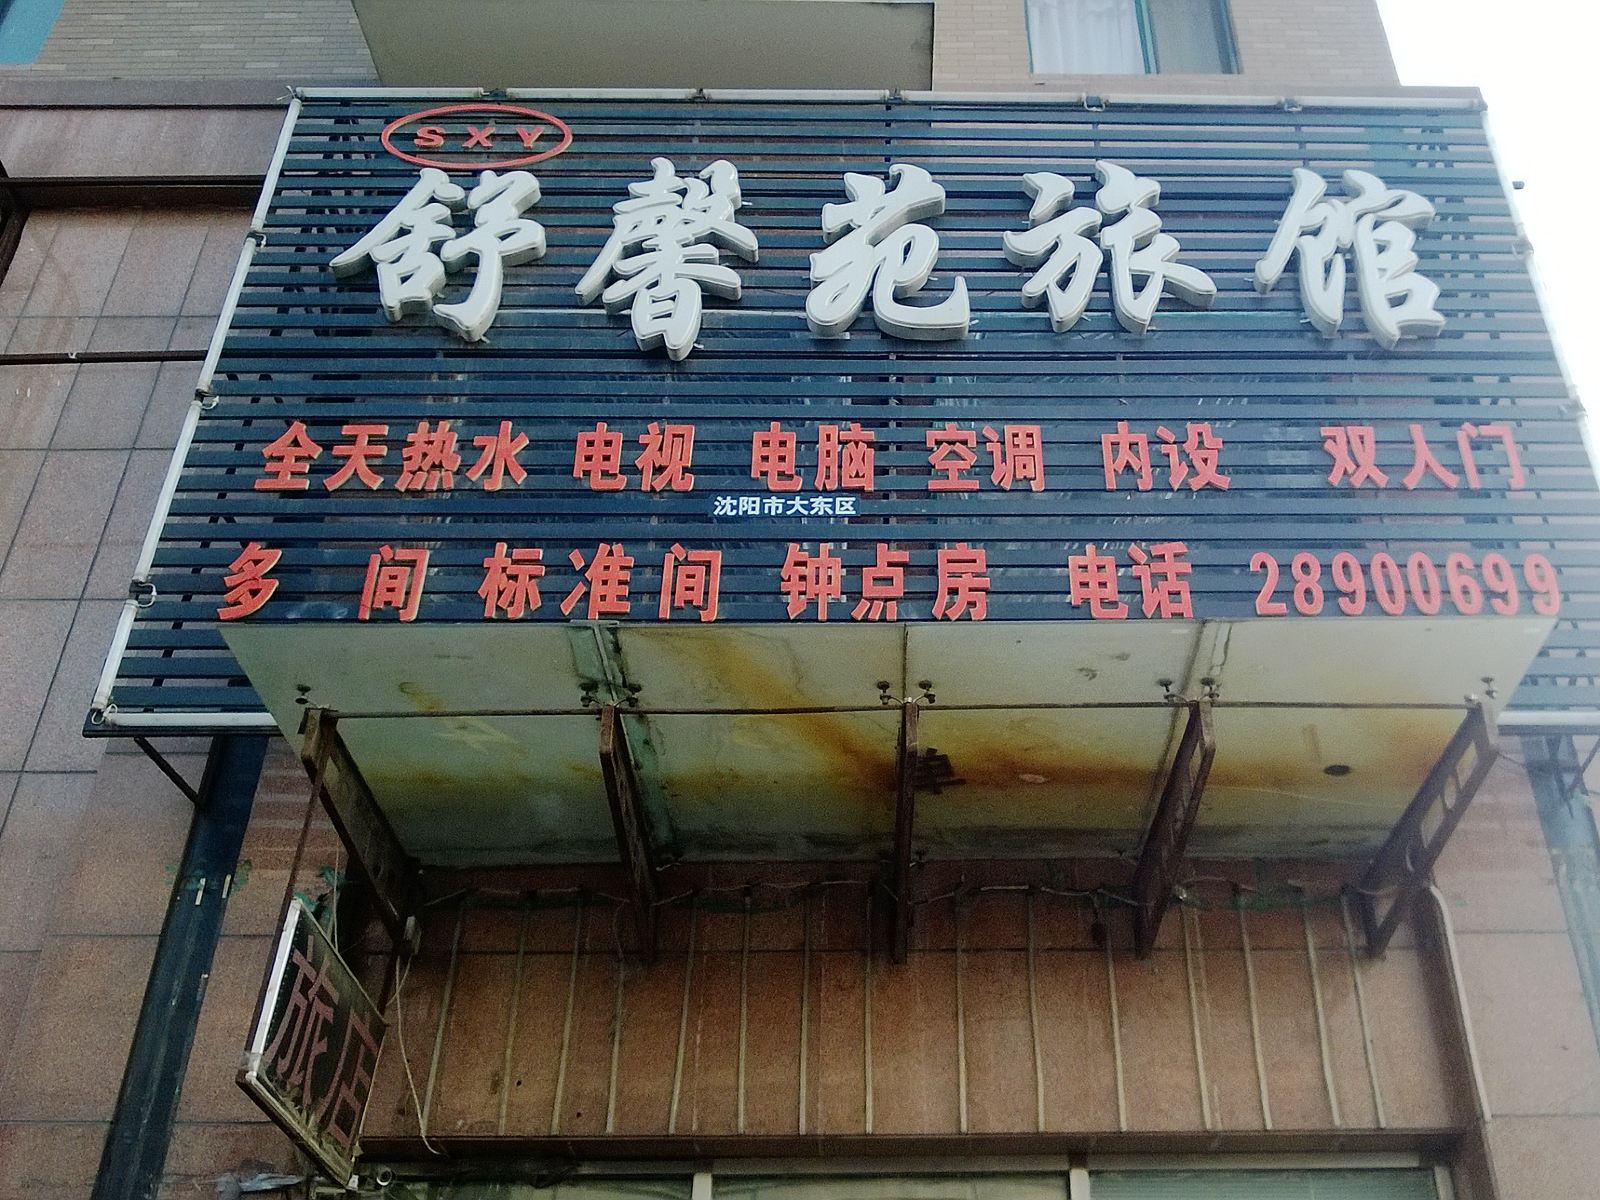 SXY
舒馨苑旅馆
全天热水 电视 电脑 空调 内设 双人门
沈阳市大东区
多 间 标准间 钟点房 电话 28900699
旅店